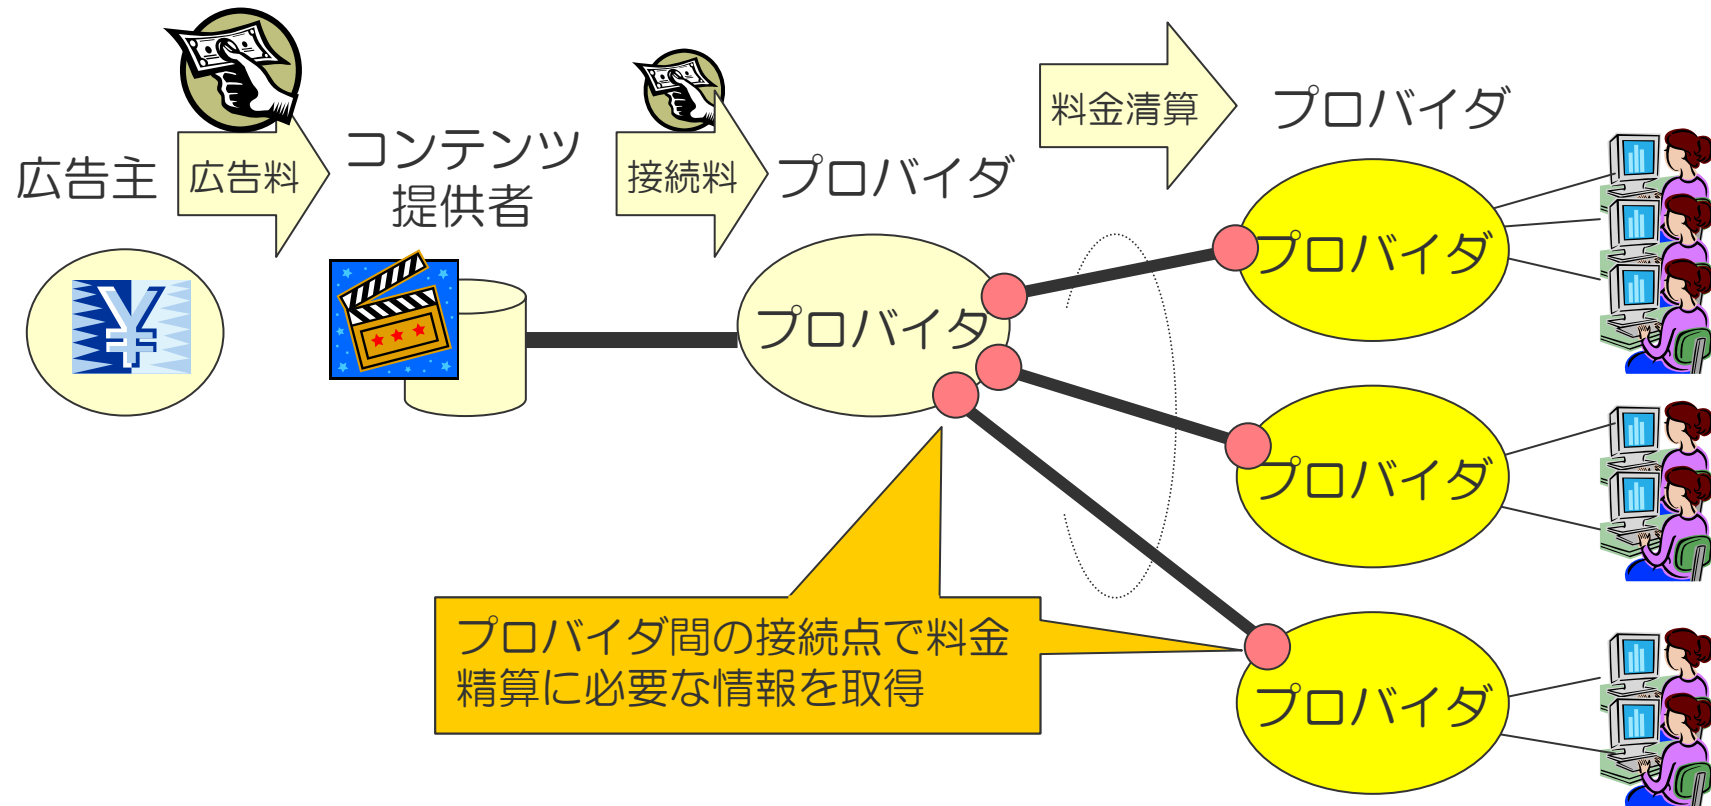 広告主
広告料
コンテンツ
提供者
接続料
プロバイダ
料金清算
プロバイダ
¥
プロバイダ
プロバイダ
プロバイダ
プロバイダ
プロバイダ間の接続点で料金
精算に必要な情報を取得